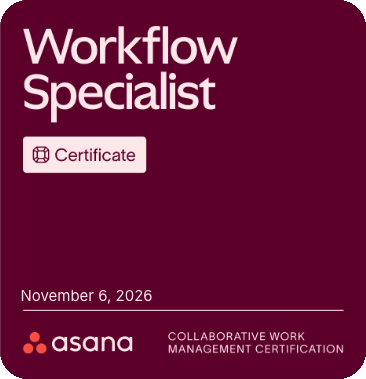 Workflow
Specialist
Certificate
November 6, 2026
asana
COLLABORATIVE WORK
MANAGEMENT CERTIFICATION